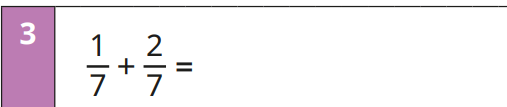 3
1/7 + 2/7 =